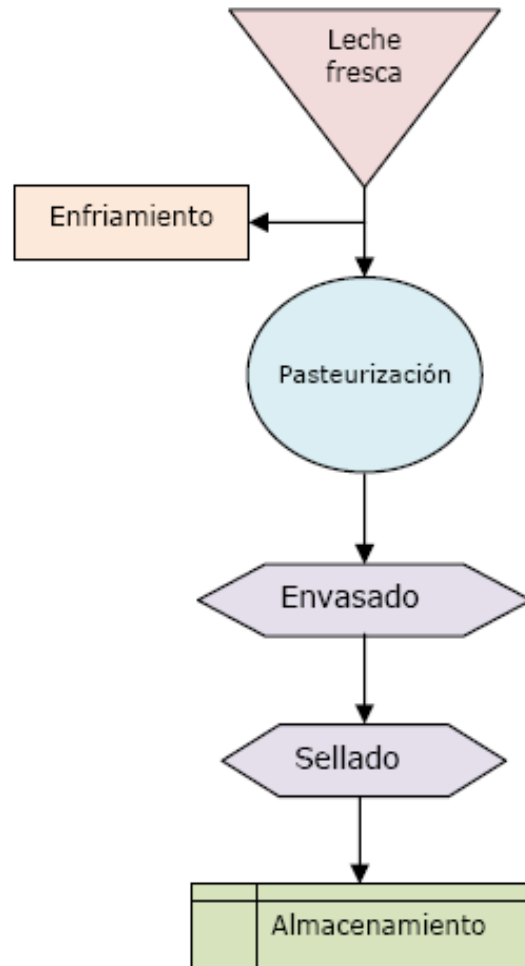 Leche
fresca
Enfriamiento
Pasteurización
Envasado
Sellado
Almacenamiento